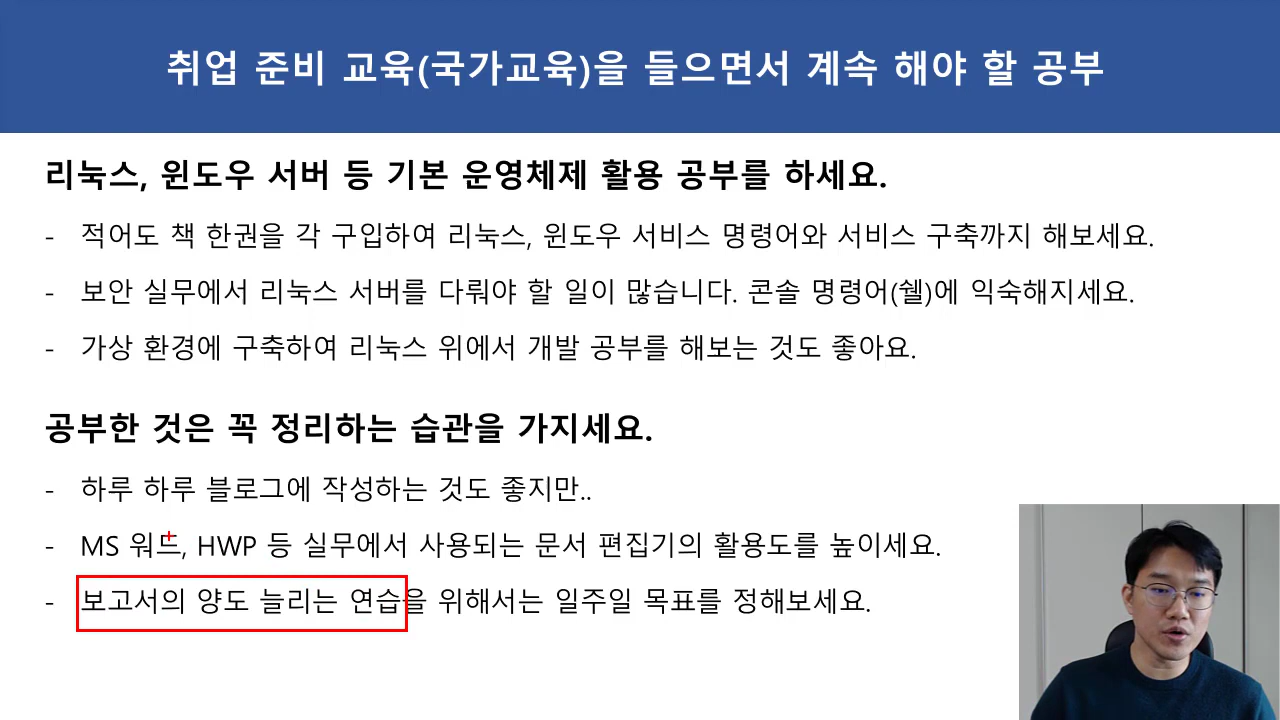 취업 준비 교육(국가교육)을 들으면서 계속 해야 할 공부
리눅스, 윈도우 서버 등 기본 운영체제 활용 공부를 하세요.
- 적어도 책 한권을 각 구입하여 리눅스, 윈도우 서비스 명령어와 서비스 구축까지 해보세요.
- 보안 실무에서 리눅스 서버를 다뤄야 할 일이 많습니다. 콘솔 명령어(쉘)에 익숙해지세요.
- 가상 환경에 구축하여 리눅스 위에서 개발 공부를 해보는 것도 좋아요.
공부한 것은 꼭 정리하는 습관을 가지세요.
- 하루 하루 블로그에 작성하는 것도 좋지만..
- MS 워드, HWP 등 실무에서 사용되는 문서 편집기의 활용도를 높이세요.
- 보고서의 양도 늘리는 연습을 위해서는 일주일 목표를 정해보세요.